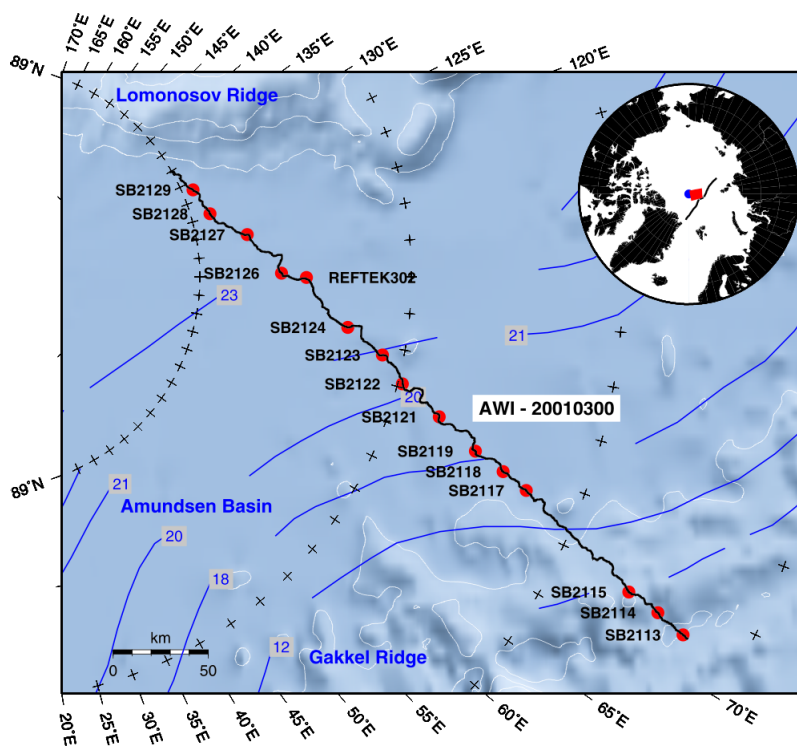 170˚E
165˚E
160˚E
155˚E
150˚E
145˚E
140˚E
135˚E
130˚E
125˚E
120˚E
89˚N
Lomonosov Ridge
SB2129
SB2128
SB2127
SB2126
REFTEK302
23
SB2124
21
SB2123
SB2122
20
AWI - 20010300
SB2121
SB2119
SB2118
89˚N
21
SB2117
Amundsen Basin
20
18
SB2115
SB2114
SB2113
km
0
50
12
Gakkel Ridge
20˚E
25˚E
30˚E
35˚E
40˚E
45˚E
50˚E
55˚E
60˚E
65˚E
70˚E